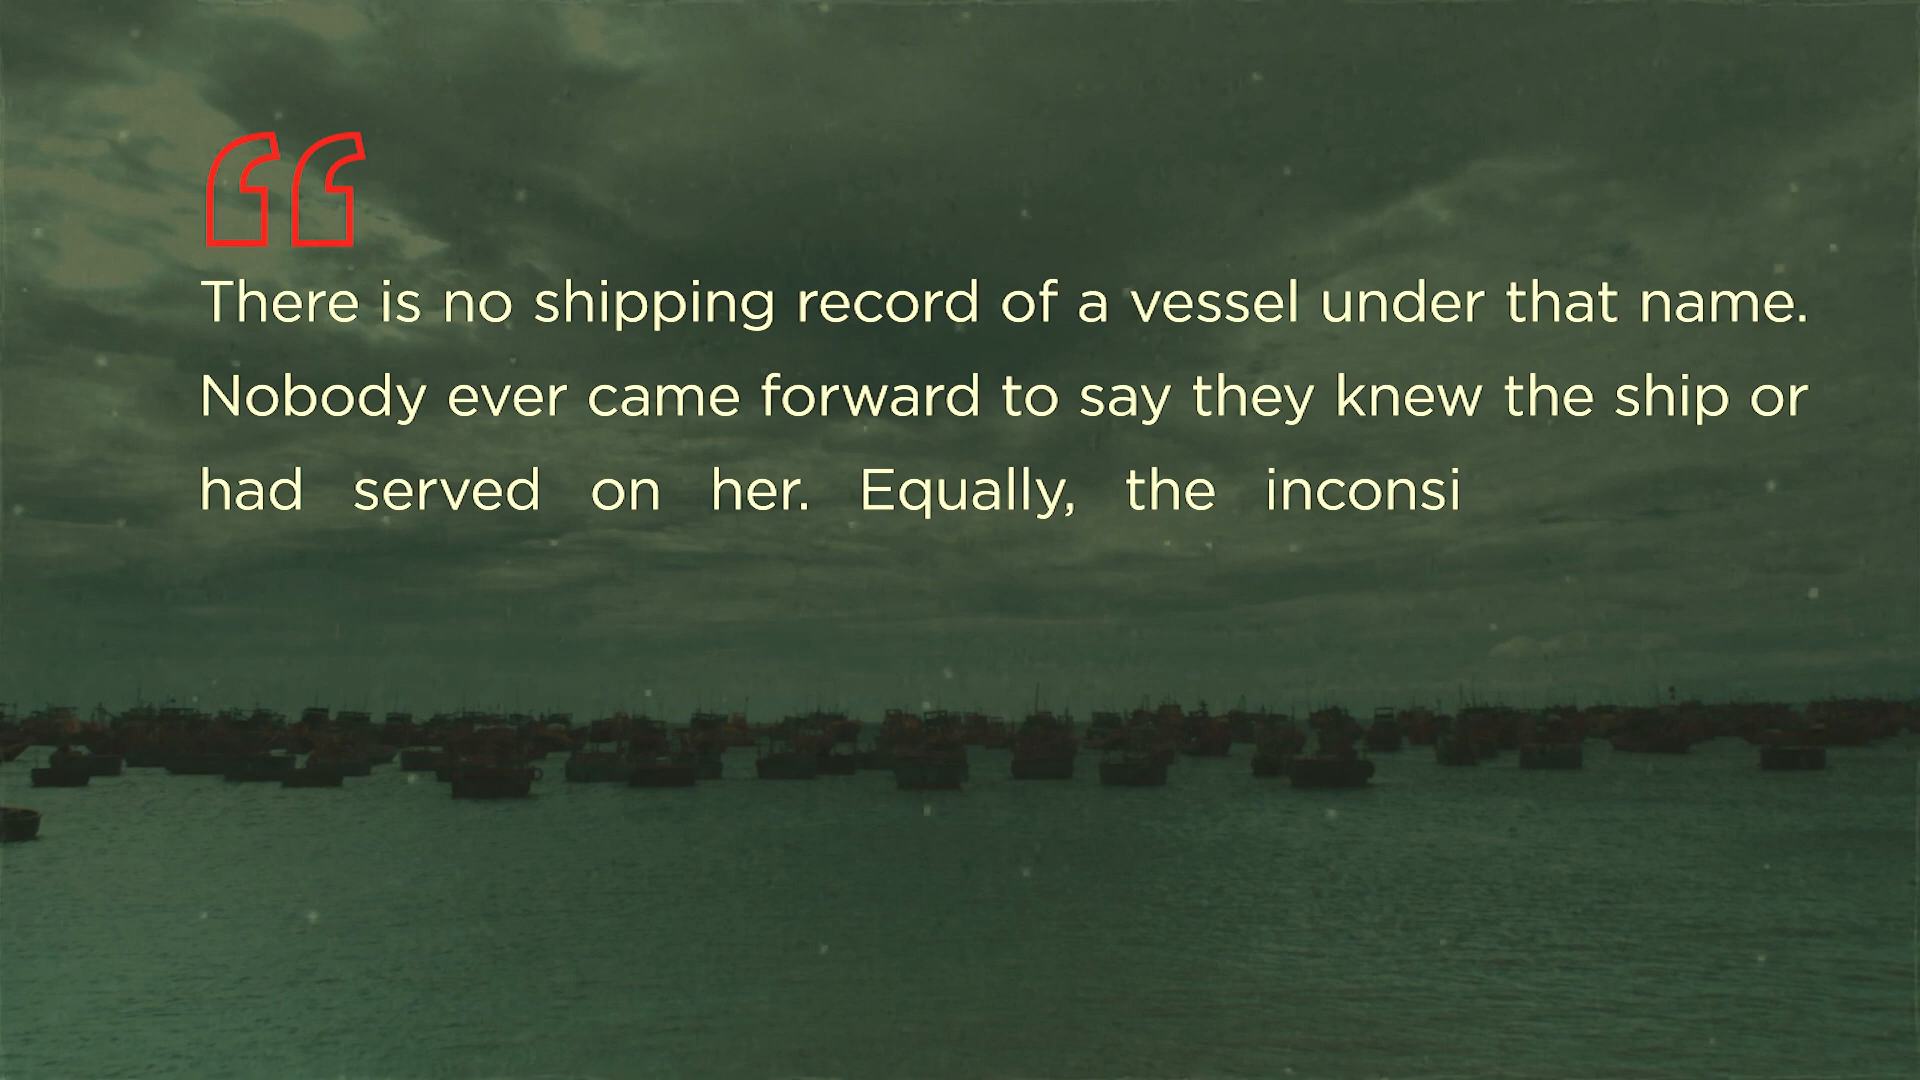 “
There is no shipping record of a vessel under that name.
Nobody ever came forward to say they knew the ship or
had served on her. Equally, the inconsi